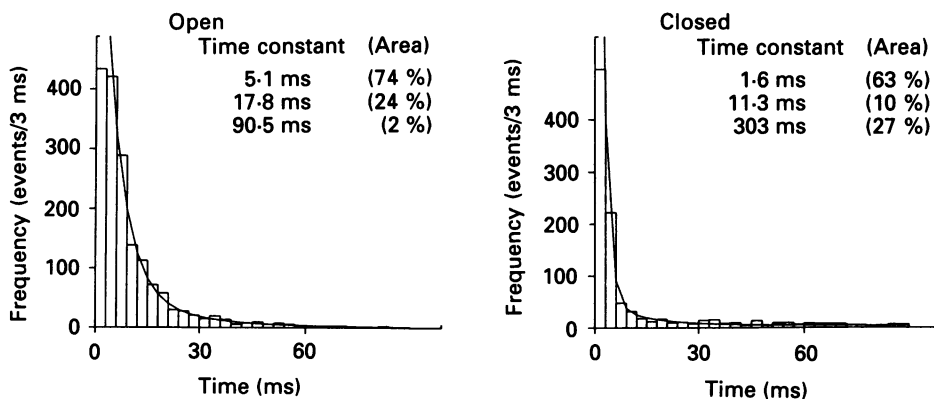 Open
Time constant (Area)
5·1 ms (74 %)
17·8 ms (24 %)
90·5 ms (2 %)
Frequency (events/3 ms)
400
300
200
100
0
0 30 60
Time (ms)
Closed
Time constant (Area)
1·6 ms (63 %)
11·3 ms (10 %)
303 ms (27 %)
Frequency (events/3 ms)
400
300
200
100
0
0 30 60
Time (ms)